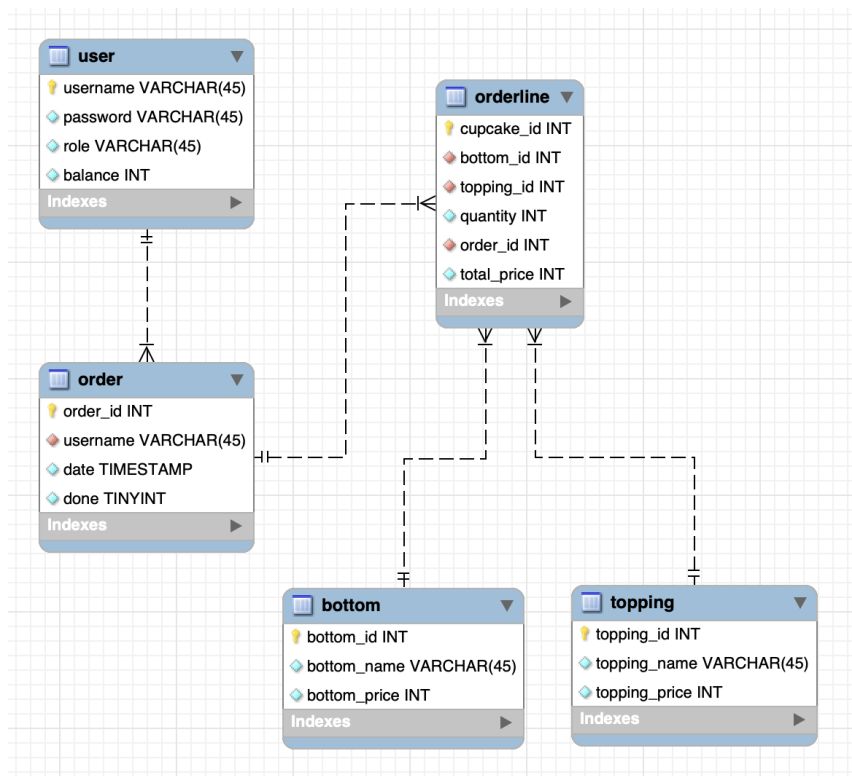 user
username VARCHAR(45)
password VARCHAR(45)
role VARCHAR(45)
balance INT
Indexes
orderline
cupcake_id INT
bottom_id INT
topping_id INT
quantity INT
order_id INT
total_price INT
Indexes
order
order_id INT
username VARCHAR(45)
date TIMESTAMP
done TINYINT
Indexes
bottom
bottom_id INT
bottom_name VARCHAR(45)
bottom_price INT
Indexes
topping
topping_id INT
topping_name VARCHAR(45)
topping_price INT
Indexes